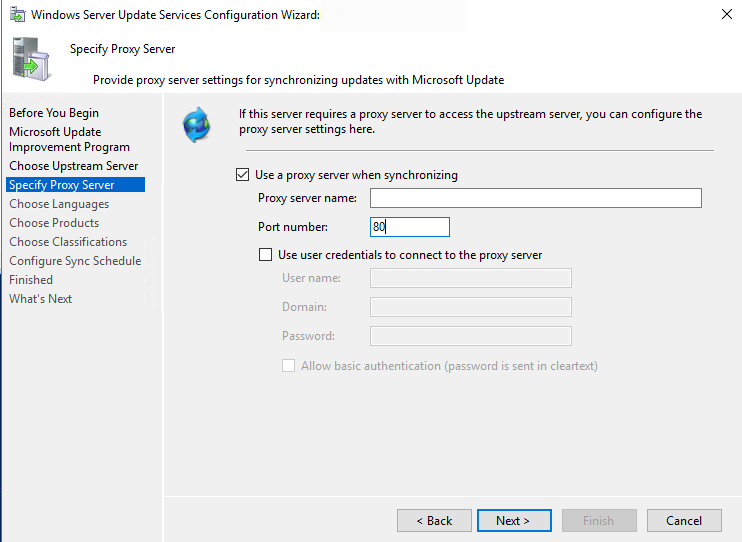 Windows Server Update Services Configuration Wizard:
Specify Proxy Server
Provide proxy server settings for synchronizing updates with Microsoft Update
Before You Begin
Microsoft Update
Improvement Program
Choose Upstream Server
Specify Proxy Server
Choose Languages
Choose Products
Choose Classifications
Configure Sync Schedule
Finished
What's Next
If this server requires a proxy server to access the upstream server, you can configure the
proxy server settings here.
Use a proxy server when synchronizing
Proxy server name:
Port number: 80
Use user credentials to connect to the proxy server
User name:
Domain:
Password:
Allow basic authentication (password is sent in cleartext)
< Back Next > Finish Cancel